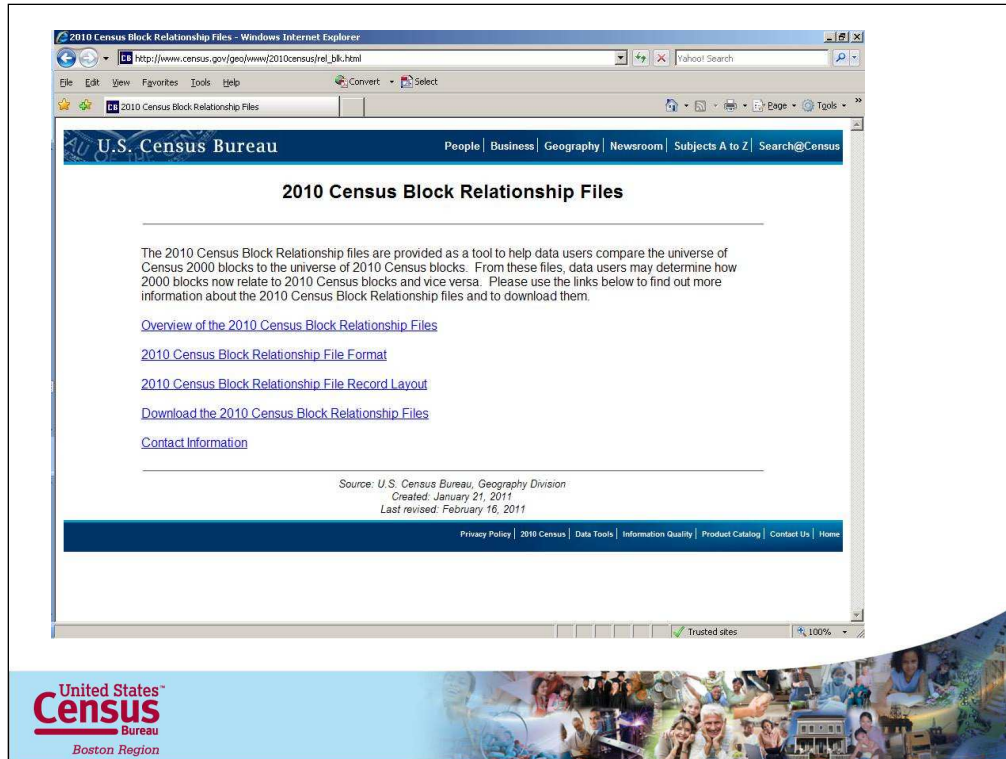 2010 Census Block Relationship Files - Windows Internet Explorer
http://www.census.gov/geo/www/2010census/rel_blk.html
Yahoo! Search
File Edit View Favorites Tools Help
Convert Select
2010 Census Block Relationship Files
Page Tools
U.S. Census Bureau
People | Business | Geography | Newsroom | Subjects A to Z | Search@Census
2010 Census Block Relationship Files
The 2010 Census Block Relationship files are provided as a tool to help data users compare the universe of
Census 2000 blocks to the universe of 2010 Census blocks. From these files, data users may determine how
2000 blocks now relate to 2010 Census blocks and vice versa. Please use the links below to find out more
information about the 2010 Census Block Relationship files and to download them.
Overview of the 2010 Census Block Relationship Files
2010 Census Block Relationship File Format
2010 Census Block Relationship File Record Layout
Download the 2010 Census Block Relationship Files
Contact Information
Source: U.S. Census Bureau, Geography Division
Created: January 21, 2011
Last revised: February 16, 2011
Privacy Policy | 2010 Census | Data Tools | Information Quality | Product Catalog | Contact Us | Home
Trusted sites
100%
United States™
Census
Bureau
Boston Region